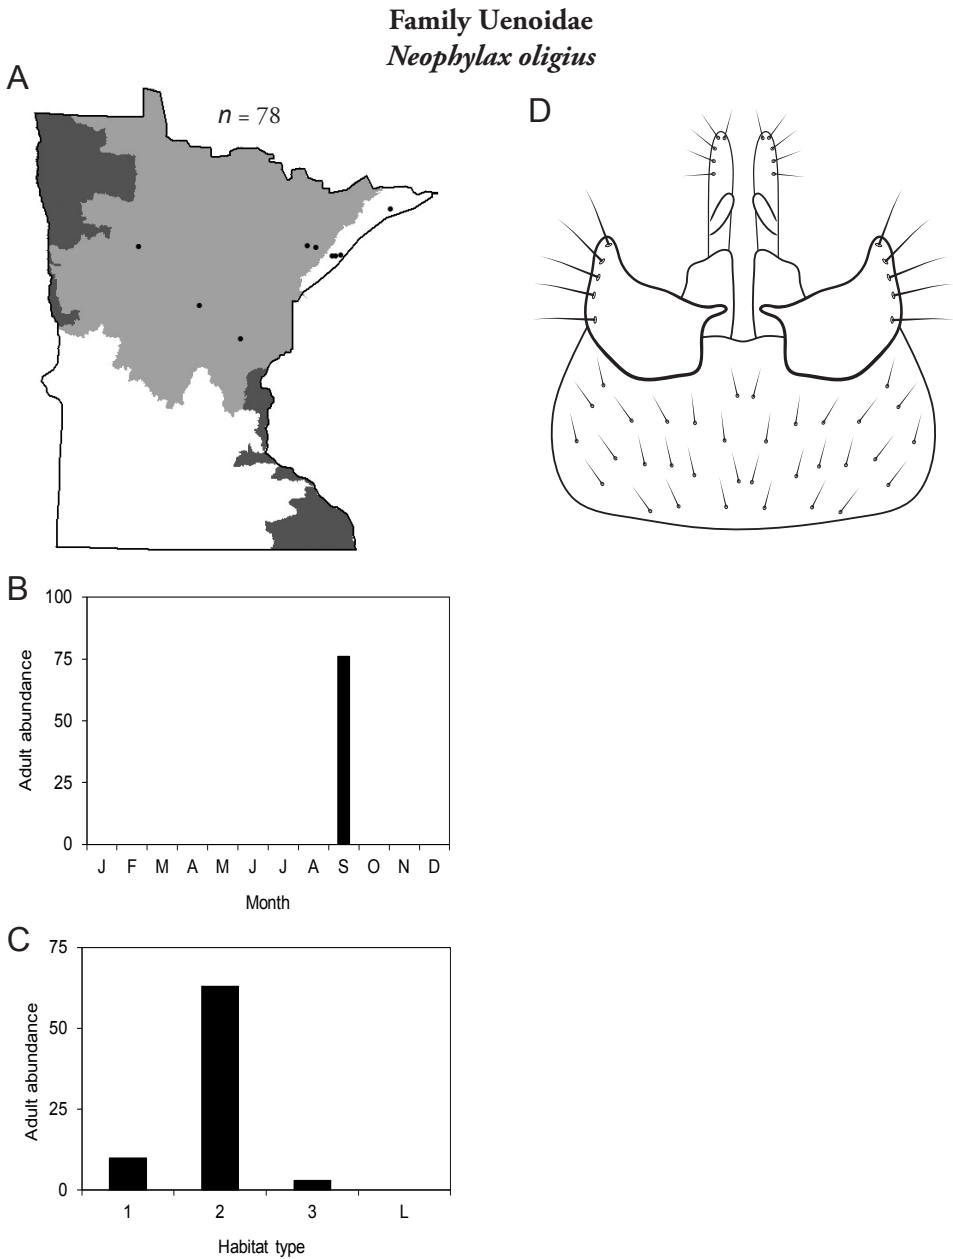 Family Uenoidae
Neophylax oligius
A
n = 78
D
B
100
75
50
25
0
Adult abundance
J F M A M J J A S O N D
Month
C
75
50
25
0
Adult abundance
1 2 3 L
Habitat type